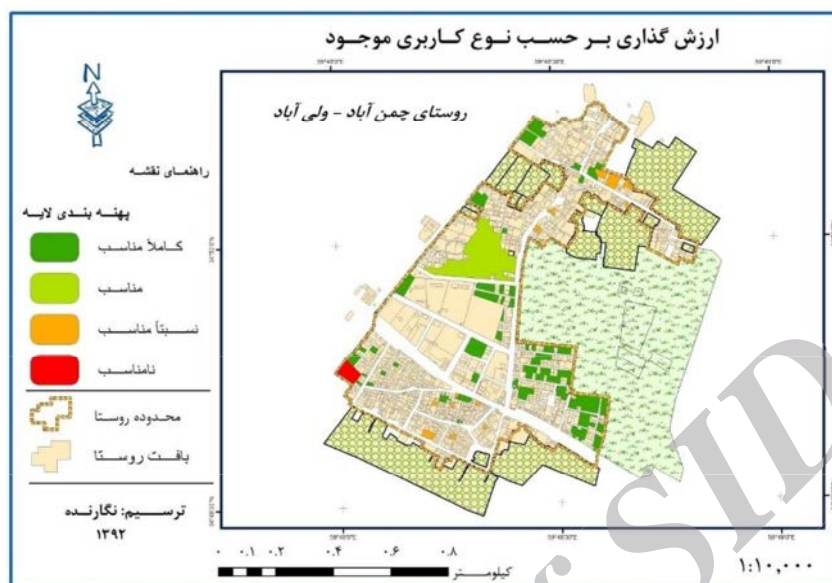 ارزش گذاری بر حسب نوع کاربری موجود
روستای چمن آباد - ولی آباد
N
راهنمای نقشه
پهنه بندی لایه
کاملاً مناسب
مناسب
نسبتاً مناسب
نامناسب
محدوده روستا
بافت روستا
ترسیم: نگارنده
۱۳۹۲
۰ ۰.۱ ۰.۲ ۰.۴ ۰.۶ ۰.۸
کیلومتر
۱:۱۰,۰۰۰
SID